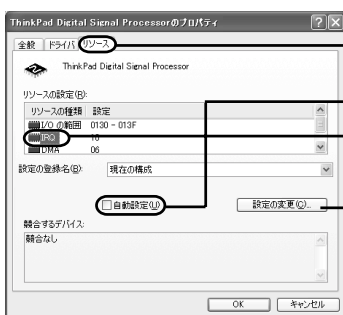 ThinkPad Digital Signal Processorのプロパティ
全般 ドライバ リソース
ThinkPad Digital Signal Processor
リソースの設定(R):
リソースの種類 設定
I/O の範囲 0130 - 013F
IRQ 10
DMA 06
設定の登録名(B): 現在の構成
自動設定(U) 設定の変更(C)...
競合するデバイス:
競合なし
OK キャンセル